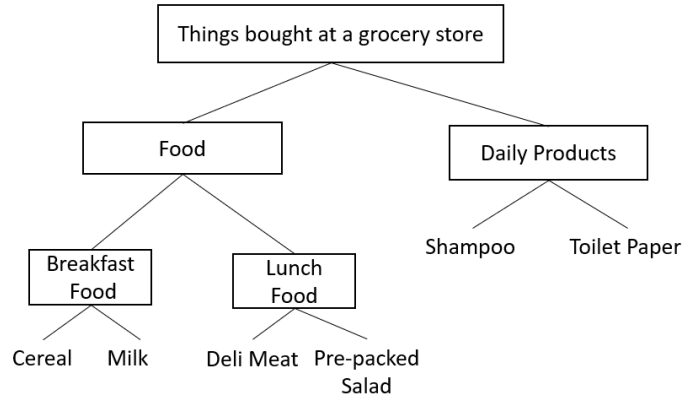 Things bought at a grocery store
Food
Daily Products
Breakfast
Food
Lunch
Food
Shampoo
Toilet Paper
Cereal
Milk
Deli Meat
Pre-packed
Salad